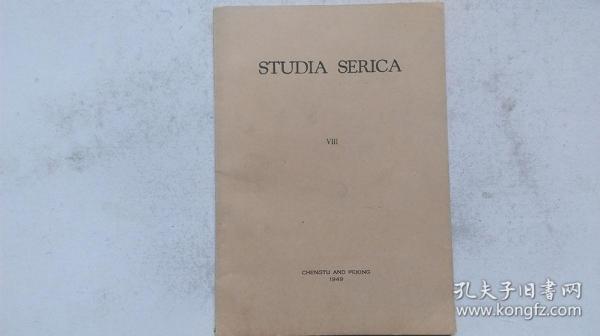 STUDIA SERICA
VIII
CHENGTU AND PEKING
1949
孔夫子旧书网
www.kongfz.com